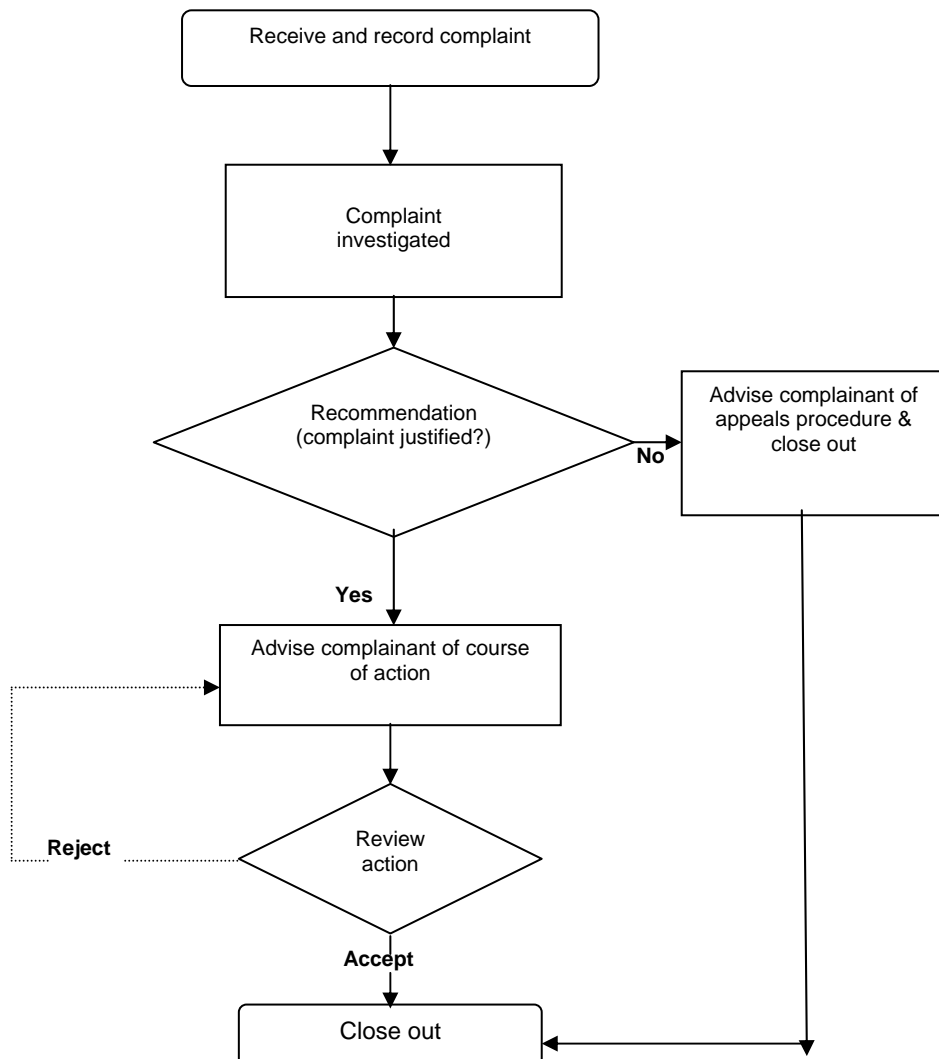 Receive and record complaint
Complaint
investigated
Recommendation
(complaint justified?)
No
Advise complainant of
appeals procedure &
close out
Yes
Advise complainant of course
of action
Reject
Review
action
Accept
Close out